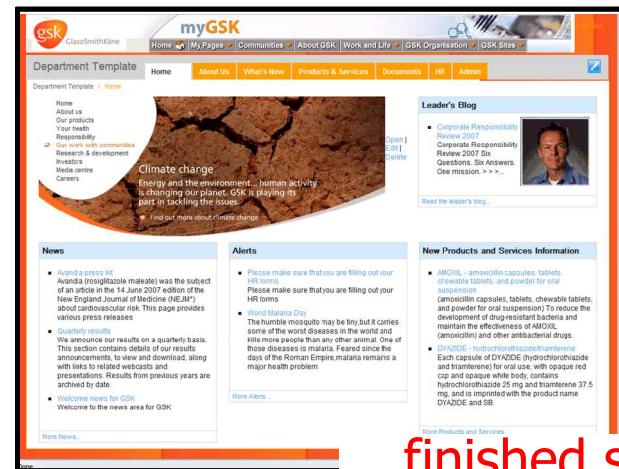 gsk
GlaxoSmithKline
myGSK
Home My Pages Communities About GSK Work and Life GSK Organisation GSK Sites
Department Template
Home About Us What's New Products & Services Documents HR Admin
Department Template / Home
Home
About us
Our products
Your health
Responsibility
Our work with communities
Research & development
Investors
Media centre
Careers
Climate change
Energy and the environment... human activity
is changing our planet. GSK is playing its
part in tackling the issues.
Find out more about climate change
Open |
Edit |
Delete
Leader's Blog
Corporate Responsibility
Review 2007
Corporate Responsibility
Review 2007 Six
Questions. Six Answers.
One mission. > >...
Read the leader's blog...
News
Avandia press kit
Avandia (rosiglitazole maleate) was the subject
of an article in the 14 June 2007 edition of the
New England Journal of Medicine (NEJM*)
about cardiovascular risk. This page provides
various press releases
Quarterly results
We announce our results on a quarterly basis.
This section contains details of our results
announcements, to view and download, along
with links to related webcasts and
presentations. Results from previous years are
archived by date.
Welcome news for GSK
Welcome to the news area for GSK
More News...
Alerts
Please make sure that you are filling out your
HR forms
Please make sure that you are filling out your
HR forms
World Malaria Day
The humble mosquito may be tiny,but it carries
some of the worst diseases in the world and
kills more people than any other animal. One of
those diseases is malaria. Feared since the
days of the Roman Empire,malaria remains a
major health problem
More Alerts...
New Products and Services Information
AMOXIL - amoxicillin capsules, tablets,
chewable tablets, and powder for oral
suspension
(amoxicillin capsules, tablets, chewable tablets,
and powder for oral suspension) To reduce the
development of drug-resistant bacteria and
maintain the effectiveness of AMOXIL
(amoxicillin) and other antibacterial drugs.
DYAZIDE - hydrochlorothiazide/triamterene
Each capsule of DYAZIDE (hydrochlorothiazide
and triamterene) for oral use, with opaque red
cap and opaque white body, contains
hydrochlorothiazide 25 mg and triamterene 37.5
mg, and is imprinted with the product name
DYAZIDE and SB.
More Products and Services...
finished s